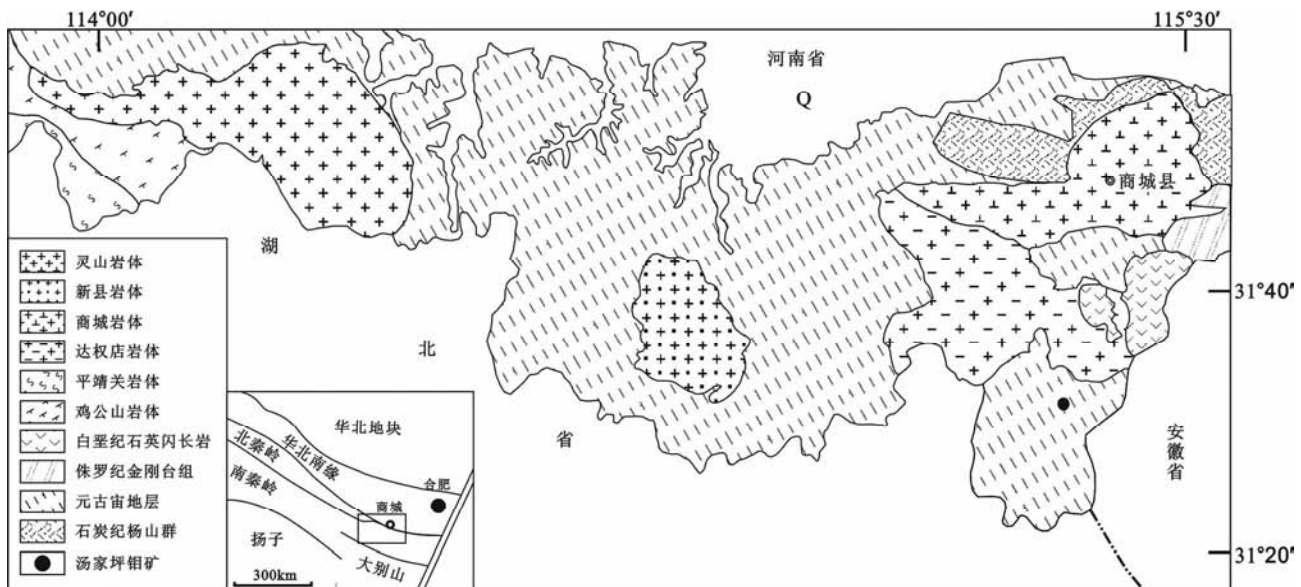 114°00′
115°30′
河南省
Q
商城县
湖
北
省
安徽省
31°40′
31°20′
灵山岩体
新县岩体
商城岩体
达权店岩体
平靖关岩体
鸡公山岩体
白垩纪石英闪长岩
侏罗纪金刚台组
元古宙地层
石炭纪杨山群
汤家坪钼矿
华北地块
华北南缘
北秦岭
南秦岭
合肥
商城
扬子
大别山
300km